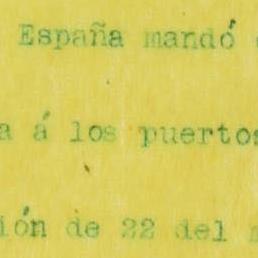 España mandó
a á los puertos
ión de 22 del